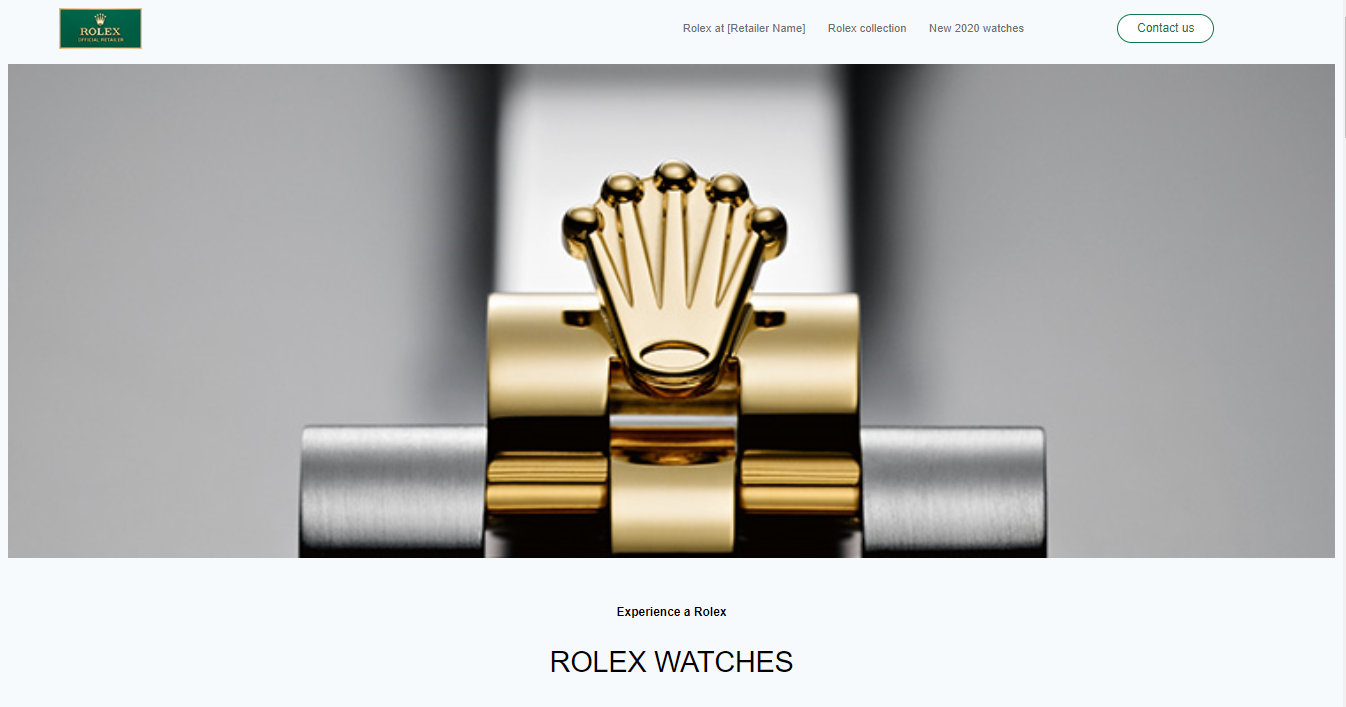 ROLEX
OFFICIAL RETAILER
Rolex at [Retailer Name]
Rolex collection
New 2020 watches
Contact us
Experience a Rolex
ROLEX WATCHES